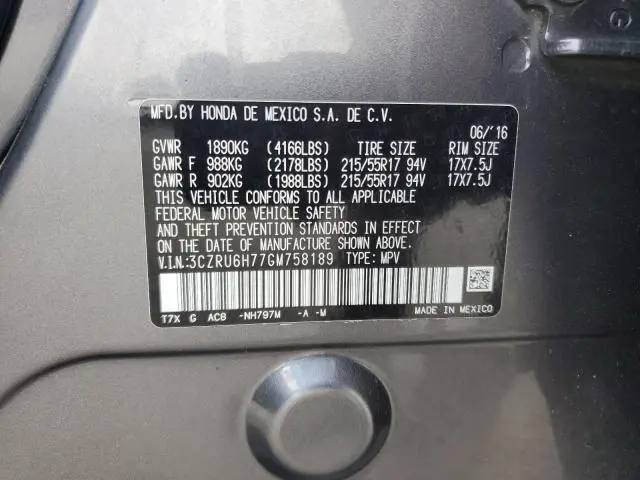 MFD.BY HONDA DE MEXICO S.A. DE C.V.
06/'16
GVWR 1890KG (4166LBS) TIRE SIZE RIM SIZE
GAWR F 988KG (2178LBS) 215/55R17 94V 17X7.5J
GAWR R 902KG (1988LBS) 215/55R17 94V 17X7.5J
THIS VEHICLE CONFORMS TO ALL APPLICABLE
FEDERAL MOTOR VEHICLE SAFETY
AND THEFT PREVENTION STANDARDS IN EFFECT
ON THE DATE OF MANUFACTURE SHOWN ABOVE.
V.I.N:3CZRU6H77GM758189 TYPE: MPV
T7X G AC8 -NH797M -A -M
MADE IN MEXICO